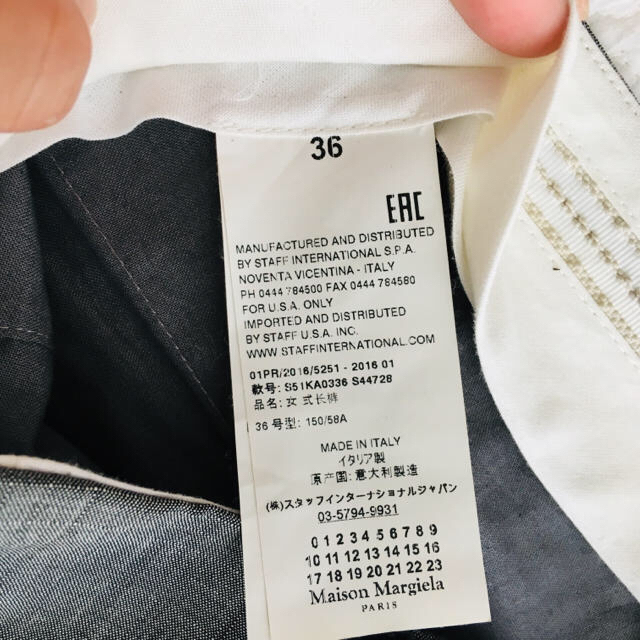 36
EAC
MANUFACTURED AND DISTRIBUTED
BY STAFF INTERNATIONAL S.P.A.
NOVENTA VICENTINA - ITALY
PH 0444 784500 FAX 0444 784580
FOR U.S.A. ONLY
IMPORTED AND DISTRIBUTED
BY STAFF U.S.A. INC.
WWW.STAFFINTERNATIONAL.COM
01PR/2016/5251 - 2016 01
款号: S51KA0336 S44728
品名: 女式长裤
36 号型: 150/58A
MADE IN ITALY
イタリア製
原产国: 意大利製造
(株)スタッフインターナショナルジャパン
03-5794-9931
0 1 2 3 4 5 6 7 8 9
10 11 12 13 14 15 16
17 18 19 20 21 22 23
Maison Margiela
PARIS